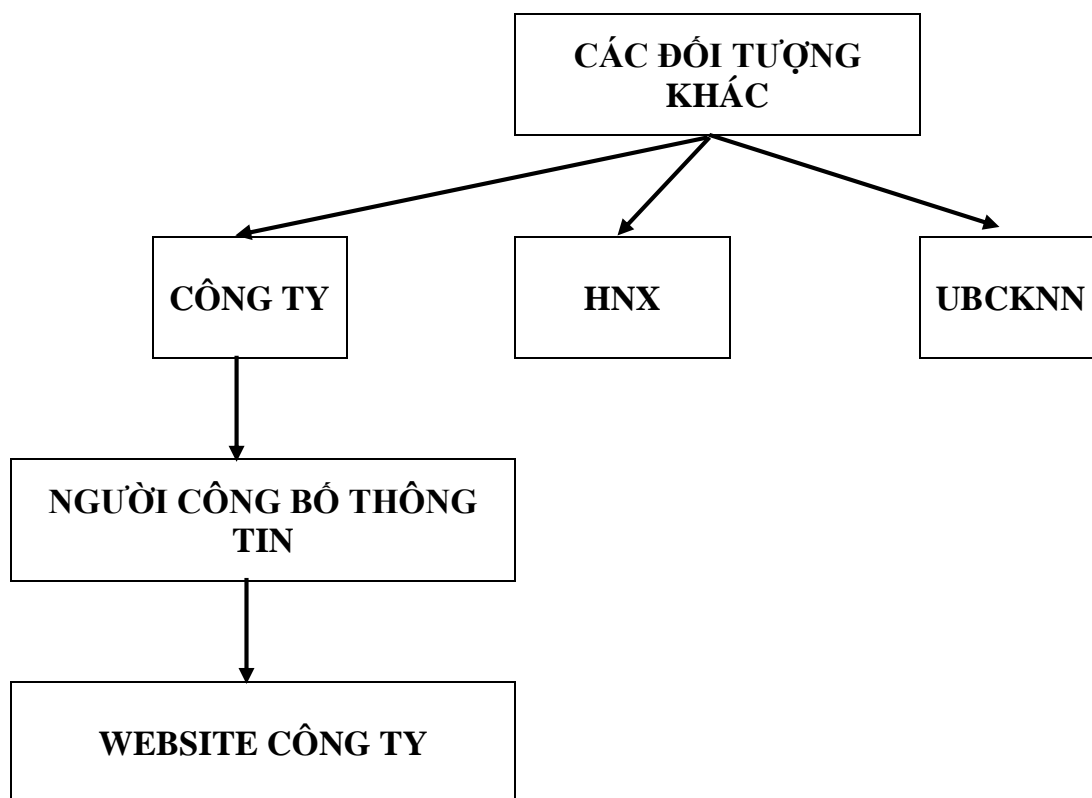 CÁC ĐỐI TƯỢNG
KHÁC
CÔNG TY
HNX
UBCKNN
NGƯỜI CÔNG BỐ THÔNG
TIN
WEBSITE CÔNG TY